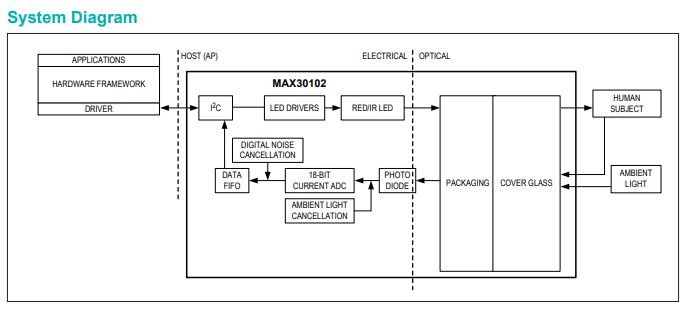 System Diagram
HOST (AP)
ELECTRICAL
OPTICAL
APPLICATIONS
HARDWARE FRAMEWORK
DRIVER
MAX30102
I²C
LED DRIVERS
RED/IR LED
HUMAN
SUBJECT
DIGITAL NOISE
CANCELLATION
DATA
FIFO
18-BIT
CURRENT ADC
PHOTO
DIODE
AMBIENT LIGHT
CANCELLATION
PACKAGING
COVER GLASS
AMBIENT
LIGHT